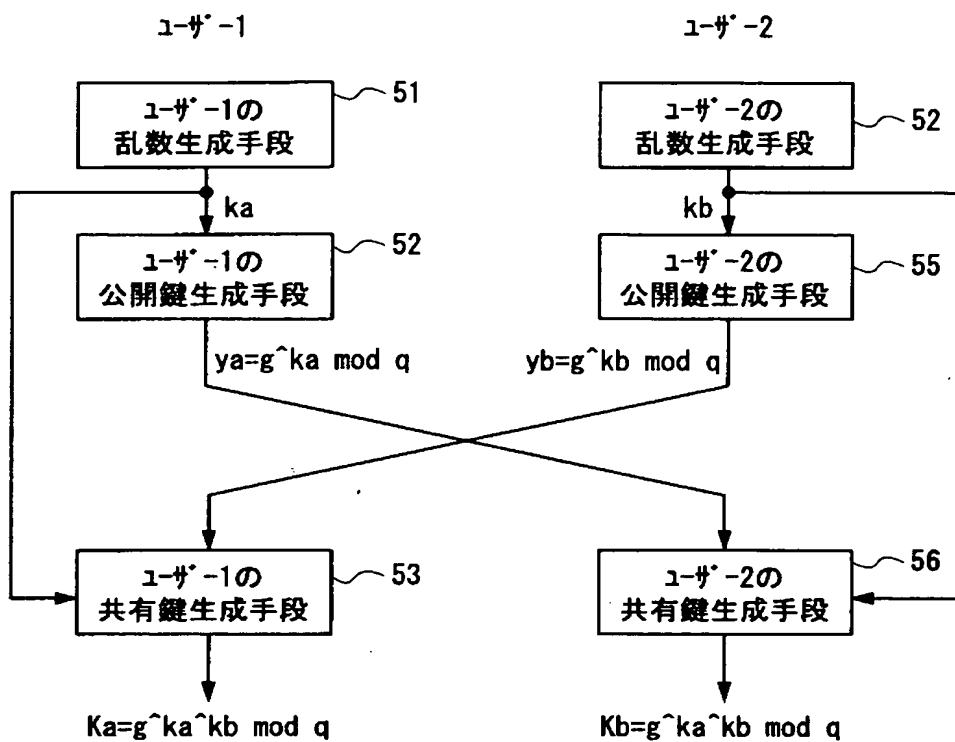 ﾕｰｻﾞｰ1
ﾕｰｻﾞｰ2
ﾕｰｻﾞｰ1の
乱数生成手段
51
ﾕｰｻﾞｰ2の
乱数生成手段
52
ka
kb
ﾕｰｻﾞｰ1の
公開鍵生成手段
52
ﾕｰｻﾞｰ2の
公開鍵生成手段
55
ya=g^ka mod q
yb=g^kb mod q
ﾕｰｻﾞｰ1の
共有鍵生成手段
53
ﾕｰｻﾞｰ2の
共有鍵生成手段
56
Ka=g^ka^kb mod q
Kb=g^ka^kb mod q